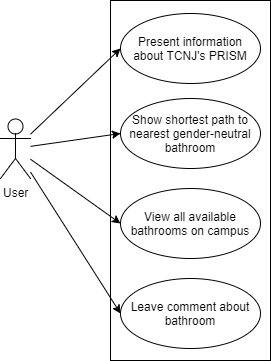 Present information
about TCNJ's PRISM
Show shortest path to
nearest gender-neutral
bathroom
User
View all available
bathrooms on campus
Leave comment about
bathroom